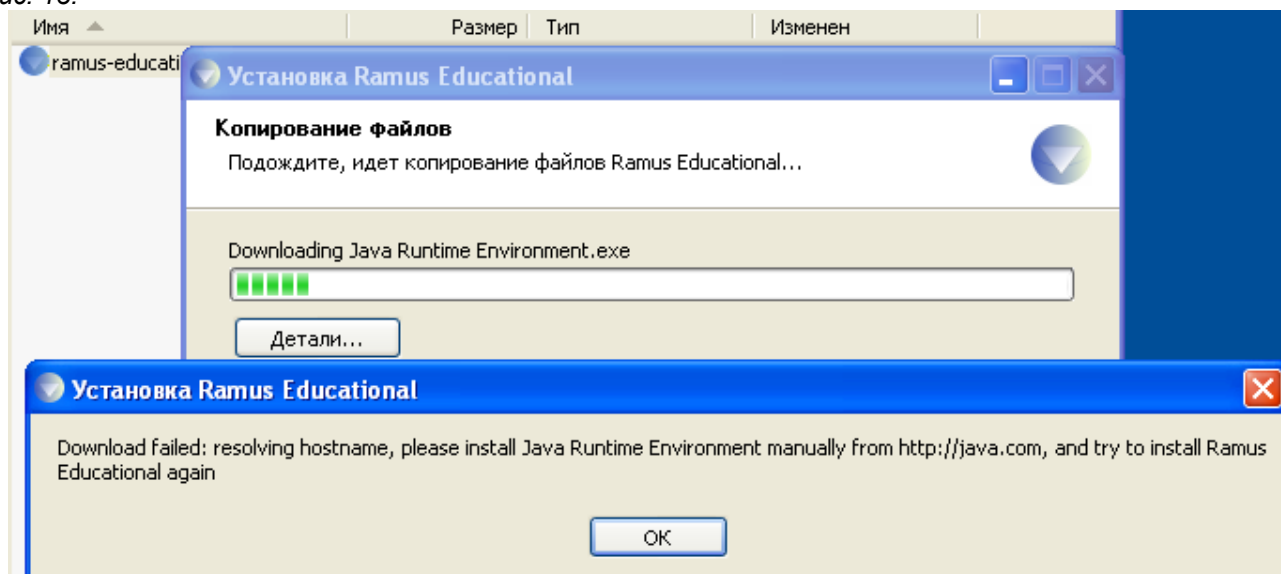 Имя Размер Тип Изменен
ramus-educati
Установка Ramus Educational
Копирование файлов
Подождите, идет копирование файлов Ramus Educational...
Downloading Java Runtime Environment.exe
Детали...
Установка Ramus Educational
Download failed: resolving hostname, please install Java Runtime Environment manually from http://java.com, and try to install Ramus
Educational again
ОК